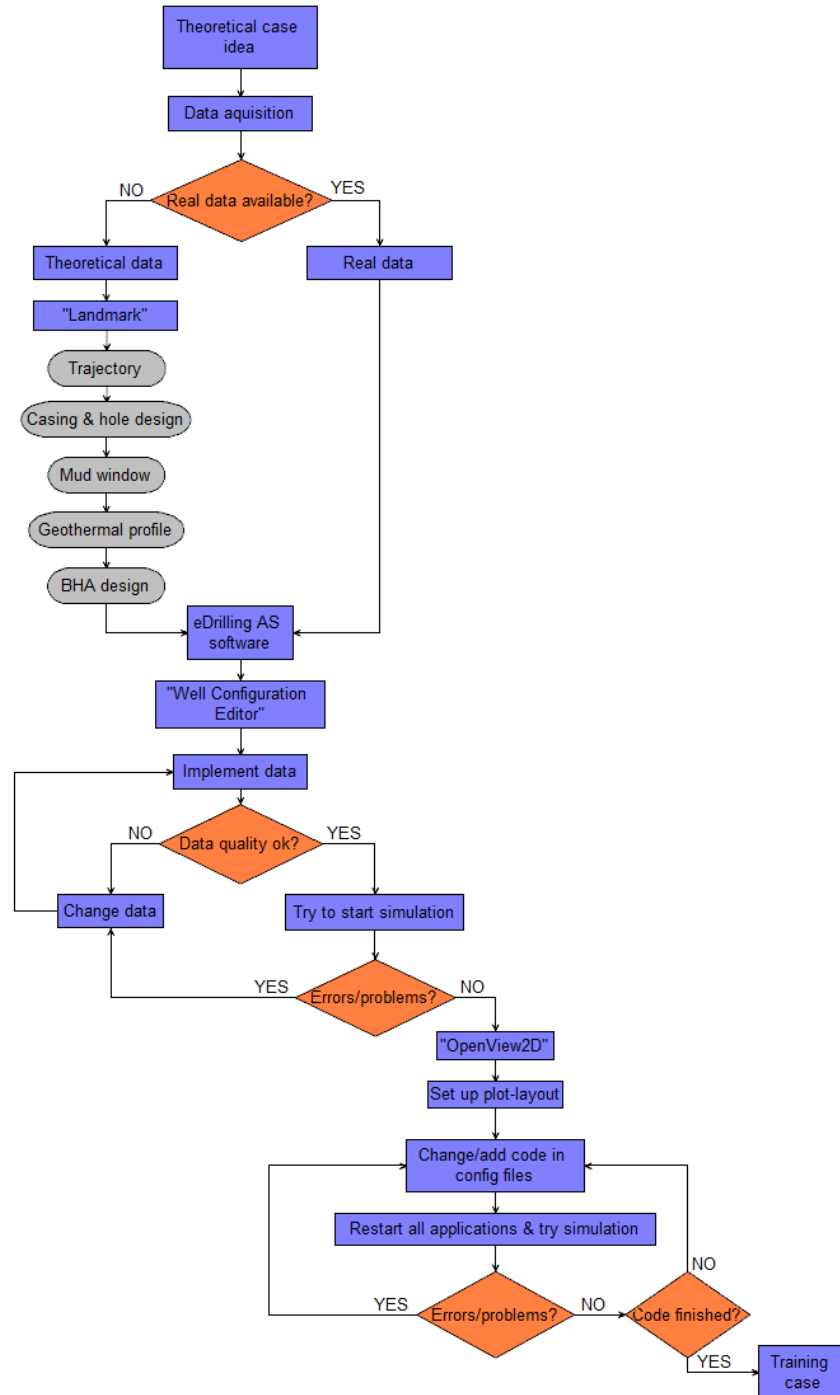 Theoretical case
idea
Data aquisition
NO
YES
Real data available?
Theoretical data
Real data
"Landmark"
Trajectory
Casing & hole design
Mud window
Geothermal profile
BHA design
eDrilling AS
software
"Well Configuration
Editor"
Implement data
NO
YES
Data quality ok?
Change data
Try to start simulation
YES
NO
Errors/problems?
"OpenView2D"
Set up plot-layout
Change/add code in
config files
Restart all applications & try simulation
NO
YES
Errors/problems?
NO
Code finished?
YES
Training
case